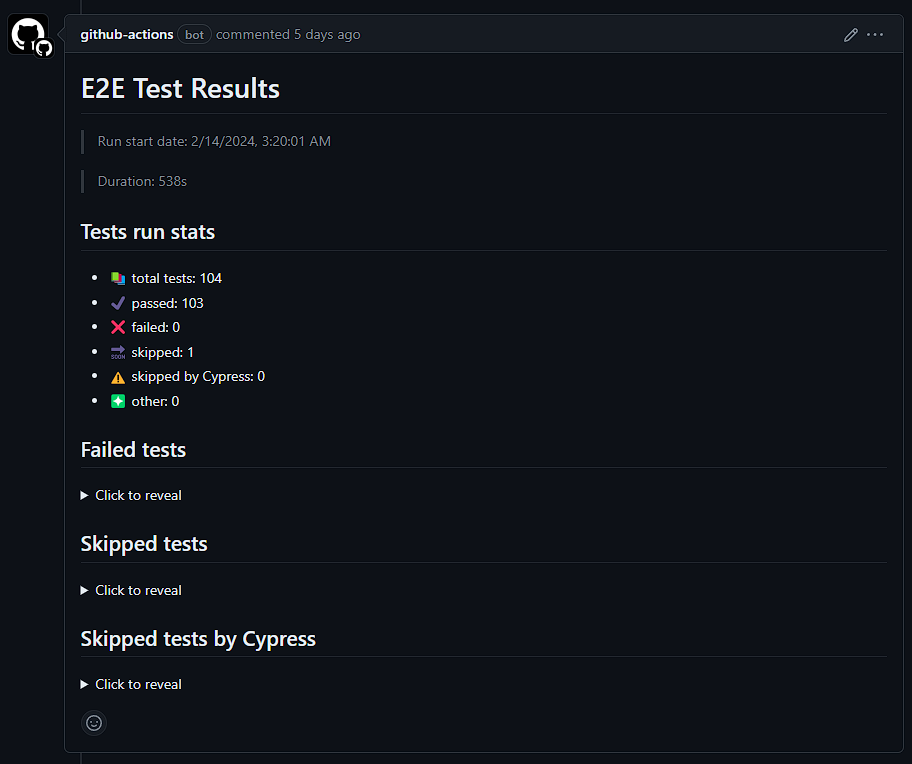 github-actions bot commented 5 days ago
E2E Test Results
Run start date: 2/14/2024, 3:20:01 AM
Duration: 538s
Tests run stats
total tests: 104
passed: 103
failed: 0
SOON skipped: 1
skipped by Cypress: 0
other: 0
Failed tests
Click to reveal
Skipped tests
Click to reveal
Skipped tests by Cypress
Click to reveal